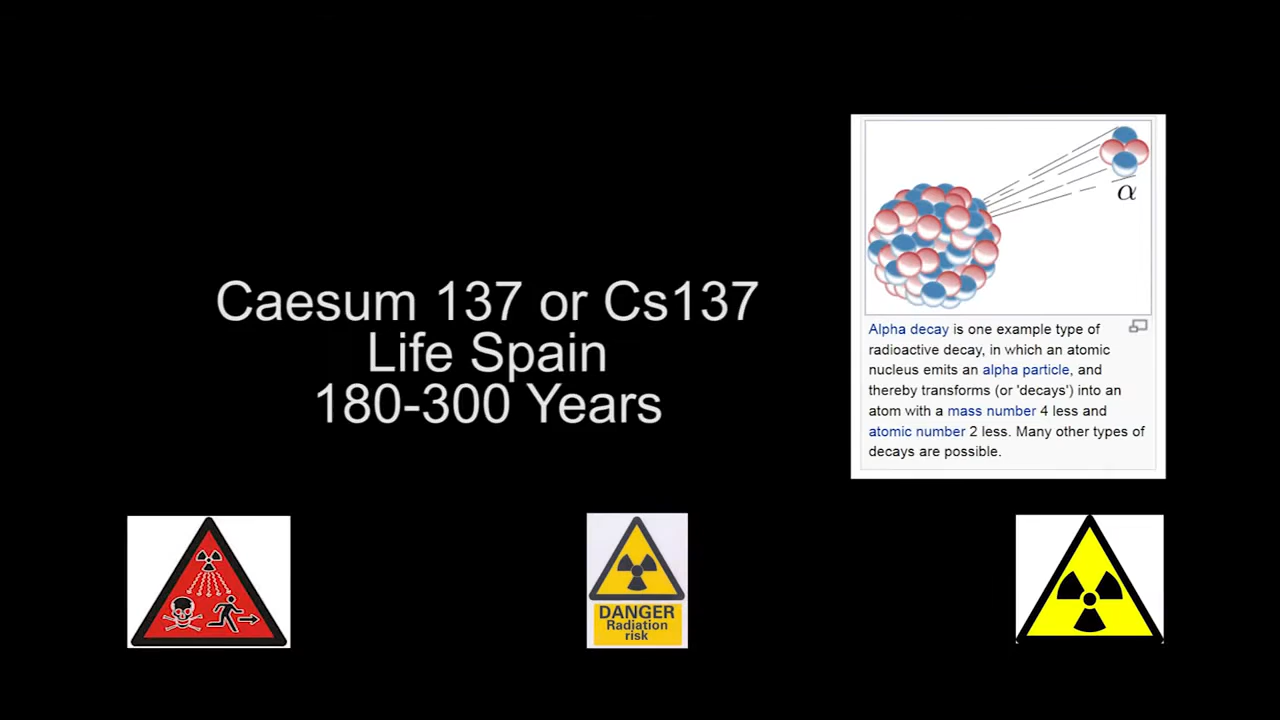 Caesum 137 or Cs137
Life Spain
180-300 Years
α
Alpha decay is one example type of
radioactive decay, in which an atomic
nucleus emits an alpha particle, and
thereby transforms (or 'decays') into an
atom with a mass number 4 less and
atomic number 2 less. Many other types of
decays are possible.
DANGER
Radiation
risk